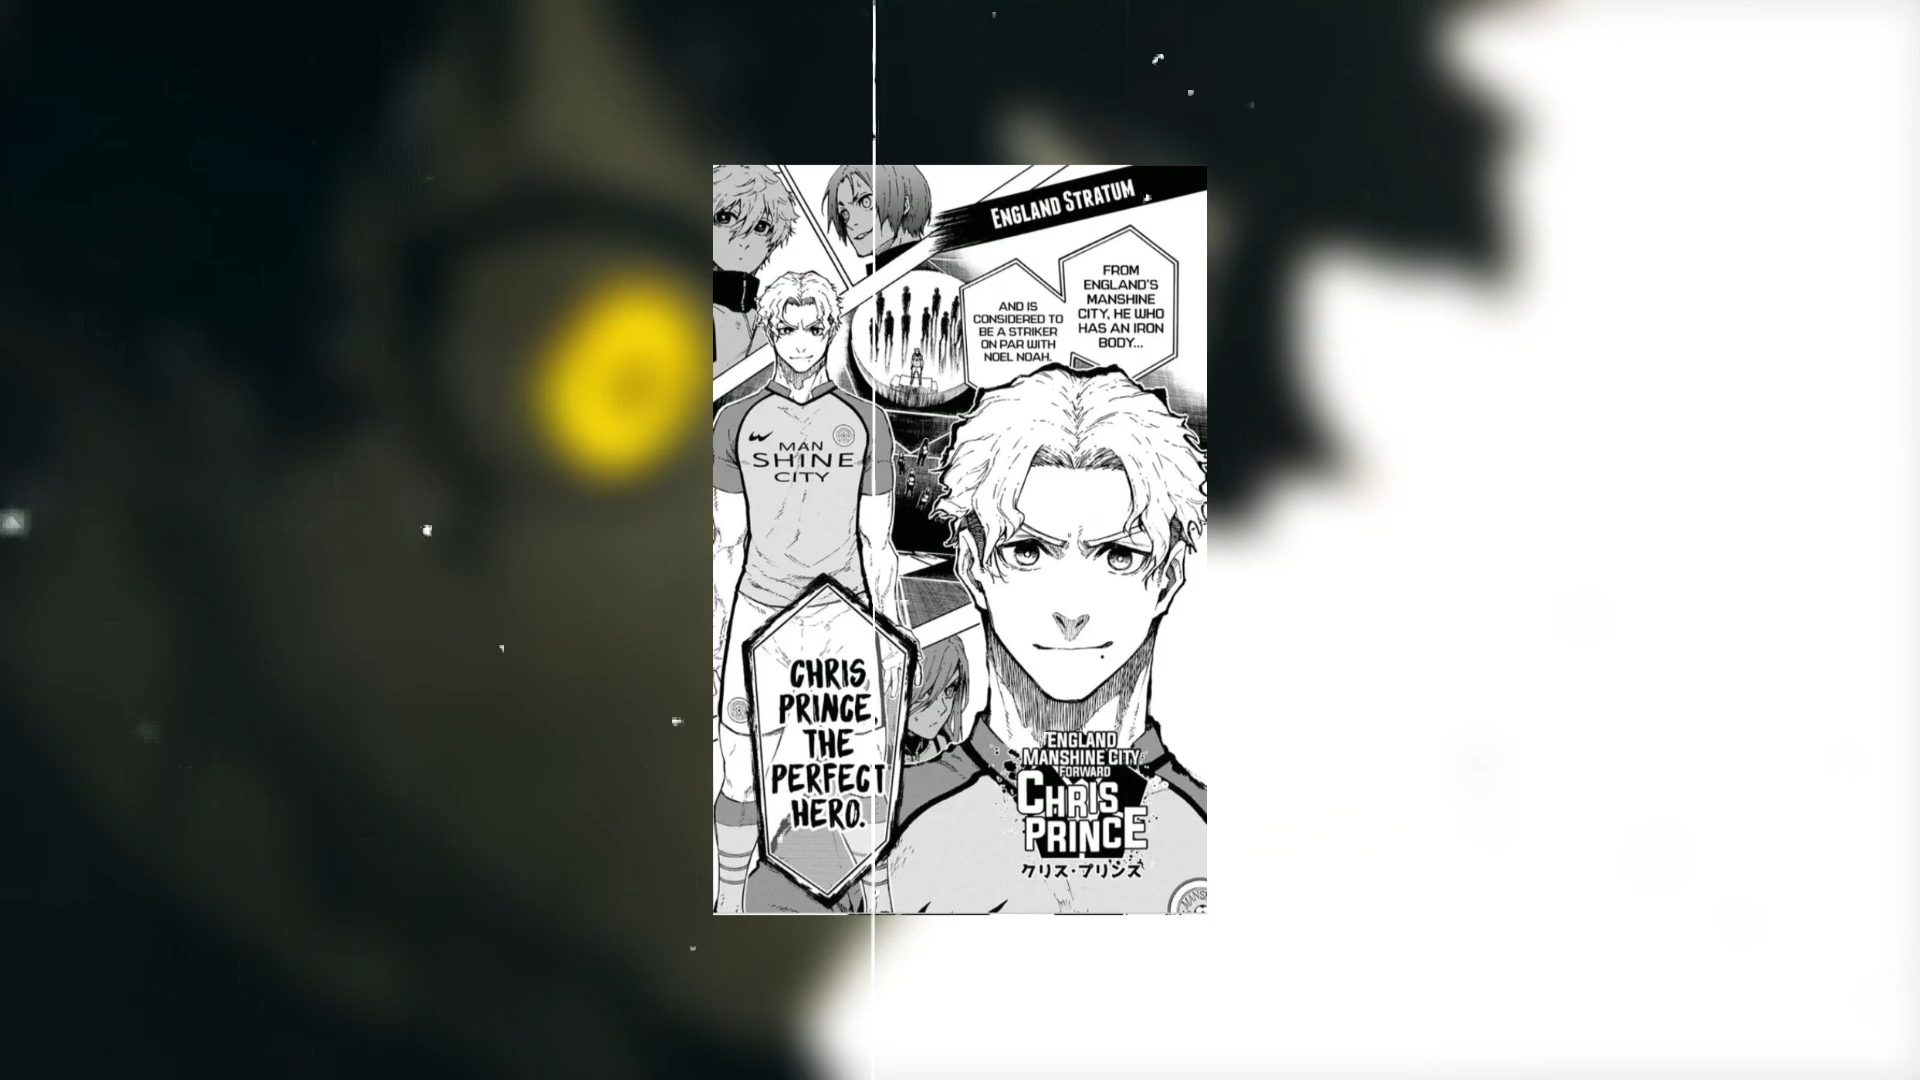 ENGLAND STRATUM
FROM
ENGLAND'S
MANSHINE
CITY, HE WHO
HAS AN IRON
BODY...
AND IS
CONSIDERED TO
BE A STRIKER
ON PAR WITH
NOEL NOAH.
MAN
SHINE
CITY
CHRIS
PRINCE,
THE
PERFECT
HERO.
ENGLAND
MANSHINE CITY
FORWARD
CHRIS
PRINCE
クリス・プリンス